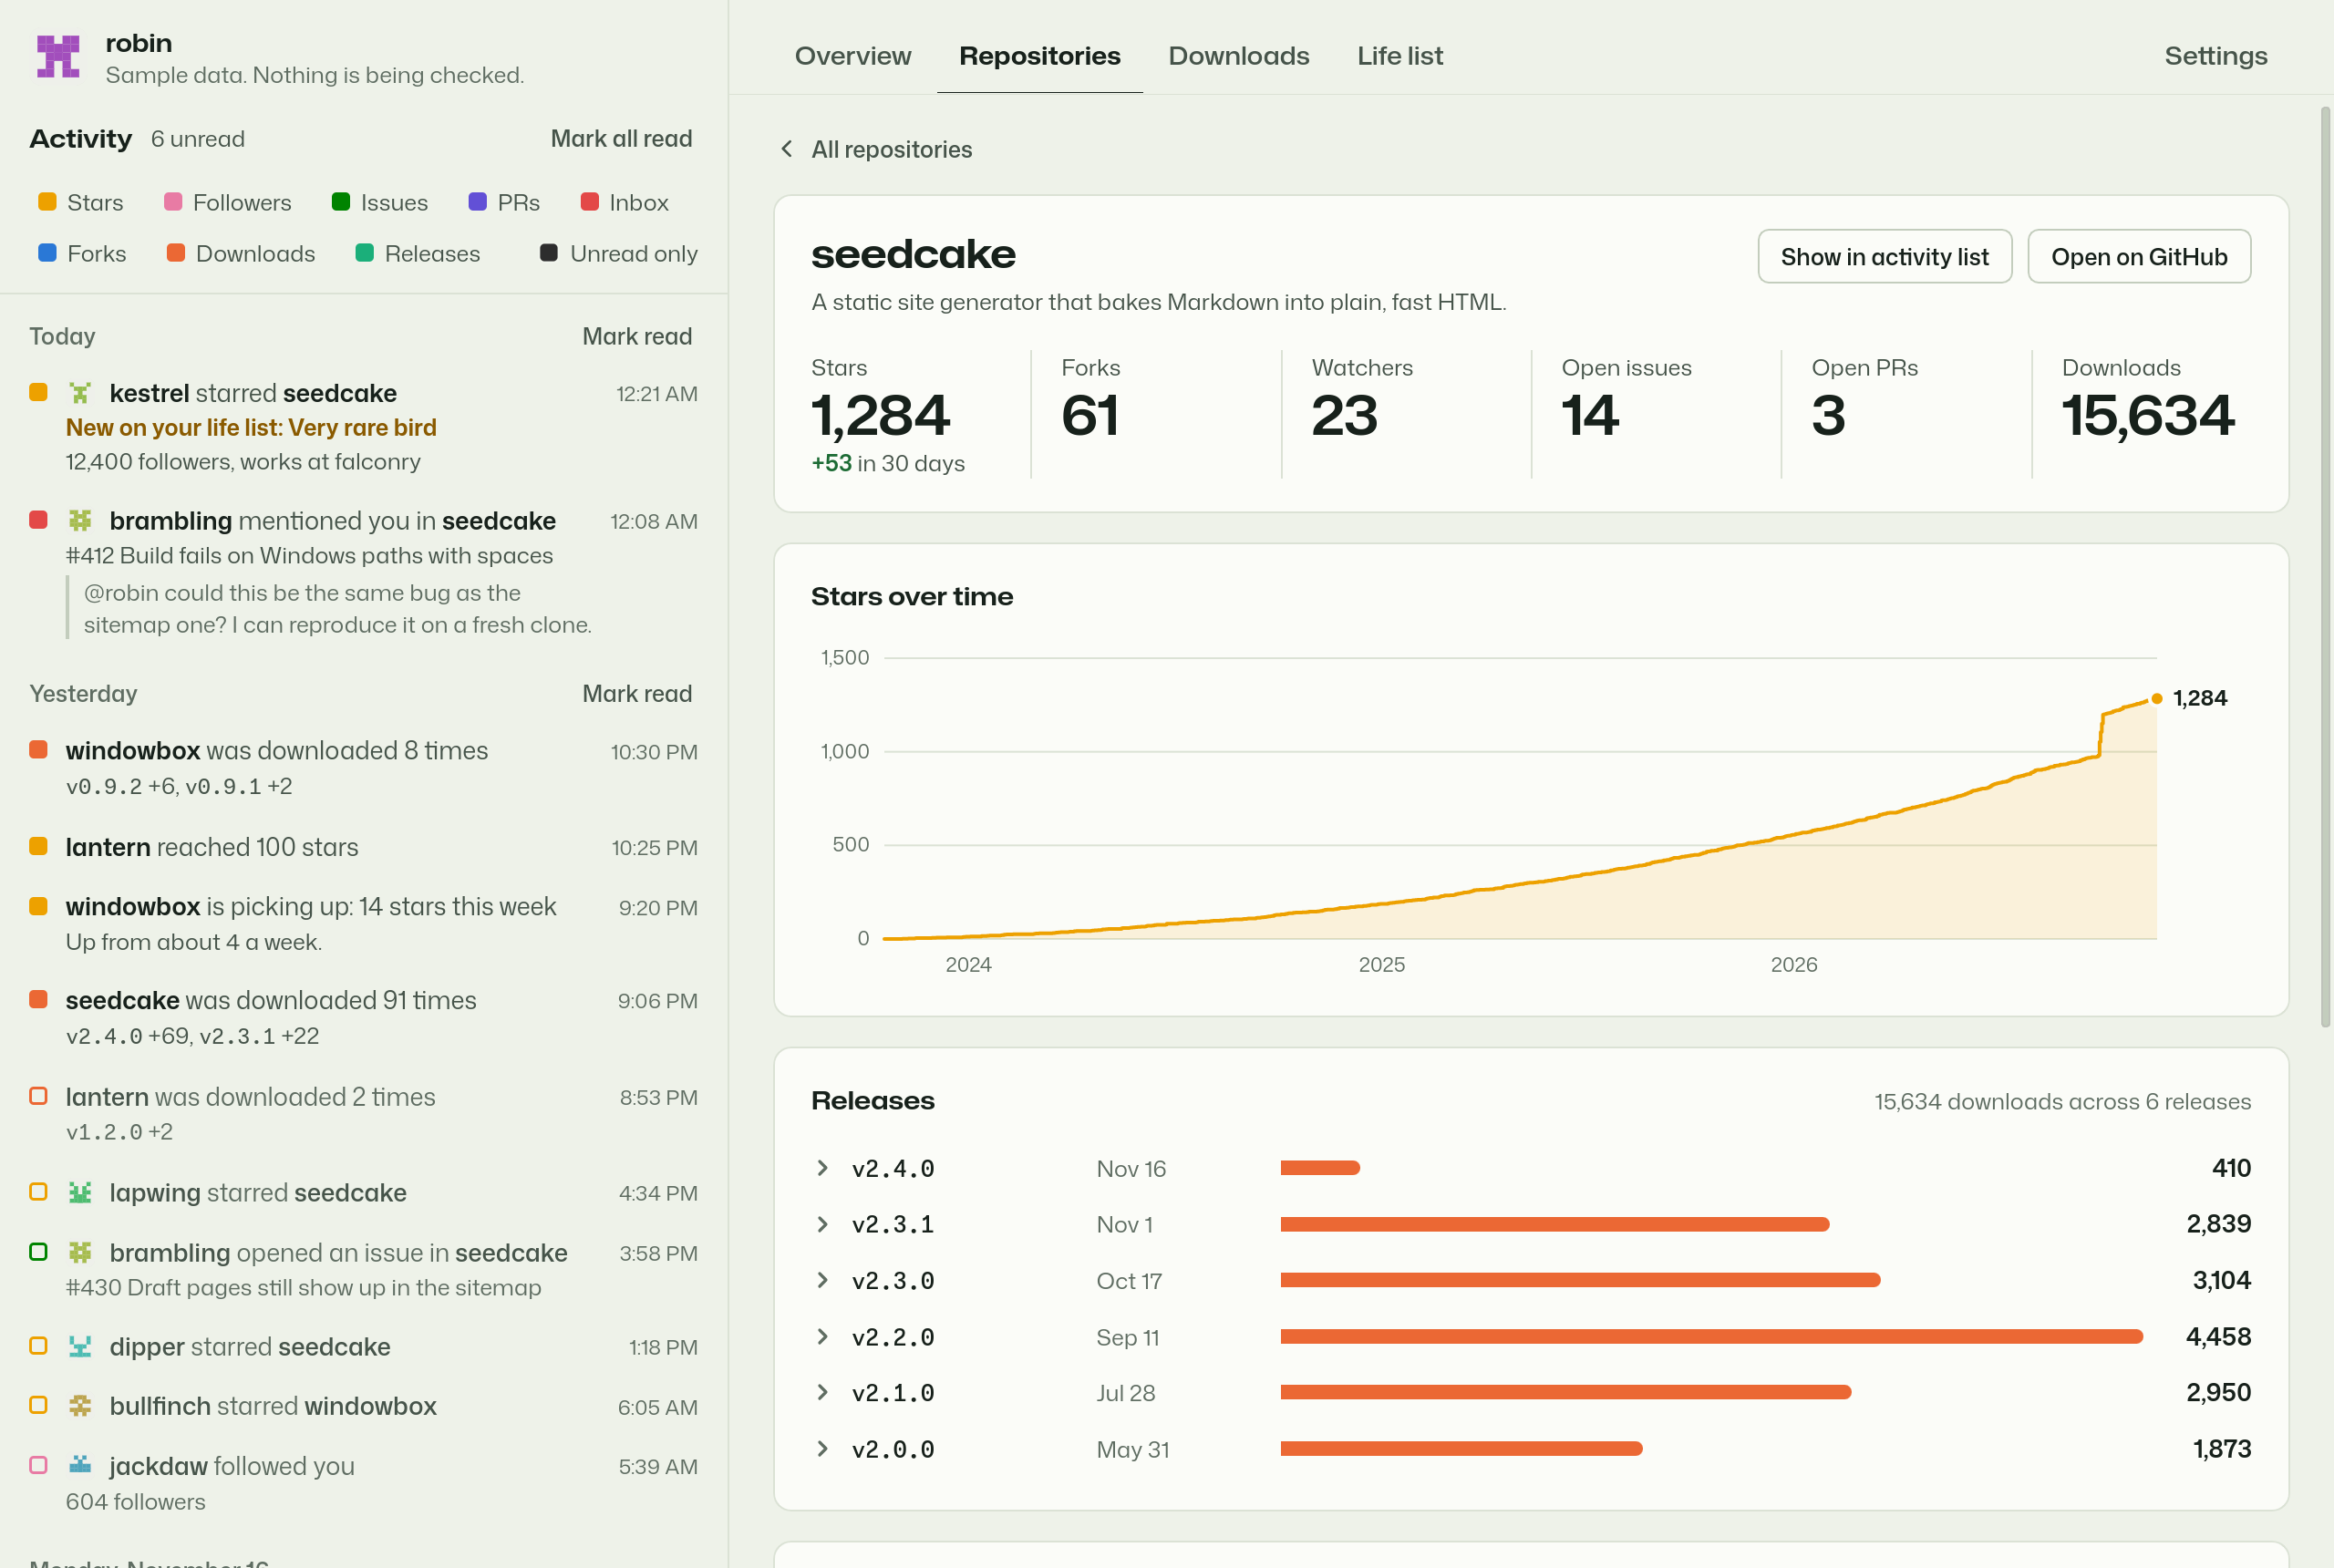 robin
Sample data. Nothing is being checked.
Activity 6 unread Mark all read
Stars Followers Issues PRs Inbox
Forks Downloads Releases Unread only
Today Mark read
kestrel starred seedcake 12:21 AM
New on your life list: Very rare bird
12,400 followers, works at falconry
brambling mentioned you in seedcake 12:08 AM
#412 Build fails on Windows paths with spaces
@robin could this be the same bug as the
sitemap one? I can reproduce it on a fresh clone.
Yesterday Mark read
windowbox was downloaded 8 times 10:30 PM
v0.9.2 +6, v0.9.1 +2
lantern reached 100 stars 10:25 PM
windowbox is picking up: 14 stars this week 9:20 PM
Up from about 4 a week.
seedcake was downloaded 91 times 9:06 PM
v2.4.0 +69, v2.3.1 +22
lantern was downloaded 2 times 8:53 PM
v1.2.0 +2
lapwing starred seedcake 4:34 PM
brambling opened an issue in seedcake 3:58 PM
#430 Draft pages still show up in the sitemap
dipper starred seedcake 1:18 PM
bullfinch starred windowbox 6:05 AM
jackdaw followed you 5:39 AM
604 followers
Monday, November 16
Overview Repositories Downloads Life list Settings
All repositories
seedcake
Show in activity list Open on GitHub
A static site generator that bakes Markdown into plain, fast HTML.
Stars Forks Watchers Open issues Open PRs Downloads
1,284 61 23 14 3 15,634
+53 in 30 days
Stars over time
1,500
1,284
1,000
500
0
2024 2025 2026
Releases 15,634 downloads across 6 releases
v2.4.0 Nov 16 410
v2.3.1 Nov 1 2,839
v2.3.0 Oct 17 3,104
v2.2.0 Sep 11 4,458
v2.1.0 Jul 28 2,950
v2.0.0 May 31 1,873